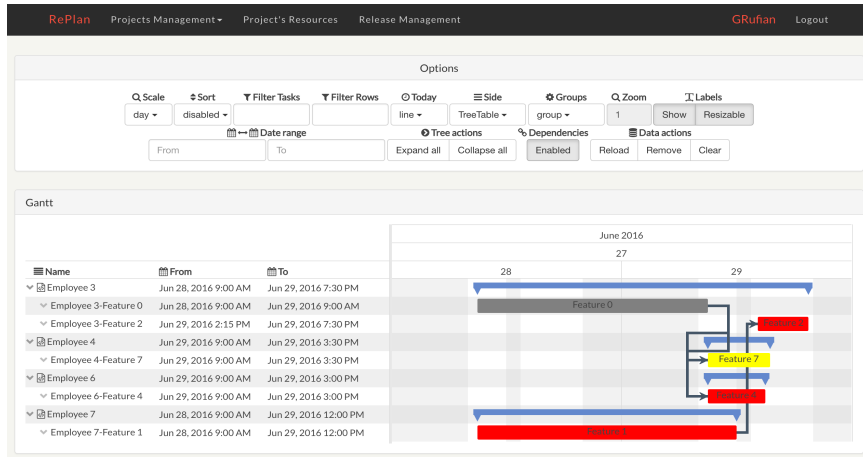 RePlan Projects Management Project's Resources Release Management GRufian Logout
Options
Scale Sort Filter Tasks Filter Rows Today Side Groups Zoom Labels
day disabled line TreeTable group 1 Show Resizable
Date range Tree actions Dependencies Data actions
From To Expand all Collapse all Enabled Reload Remove Clear
Gantt
June 2016
27
Name From To 28 29
Employee 3 Jun 28, 2016 9:00 AM Jun 29, 2016 7:30 PM
Employee 3-Feature 0 Jun 28, 2016 9:00 AM Jun 29, 2016 9:00 AM Feature 0
Employee 3-Feature 2 Jun 29, 2016 2:15 PM Jun 29, 2016 7:30 PM
Employee 4 Jun 29, 2016 9:00 AM Jun 29, 2016 3:30 PM
Employee 4-Feature 7 Jun 29, 2016 9:00 AM Jun 29, 2016 3:30 PM Feature 7
Employee 6 Jun 29, 2016 9:00 AM Jun 29, 2016 3:00 PM
Employee 6-Feature 4 Jun 29, 2016 9:00 AM Jun 29, 2016 3:00 PM Feature 4
Employee 7 Jun 28, 2016 9:00 AM Jun 29, 2016 12:00 PM
Employee 7-Feature 1 Jun 28, 2016 9:00 AM Jun 29, 2016 12:00 PM Feature 1